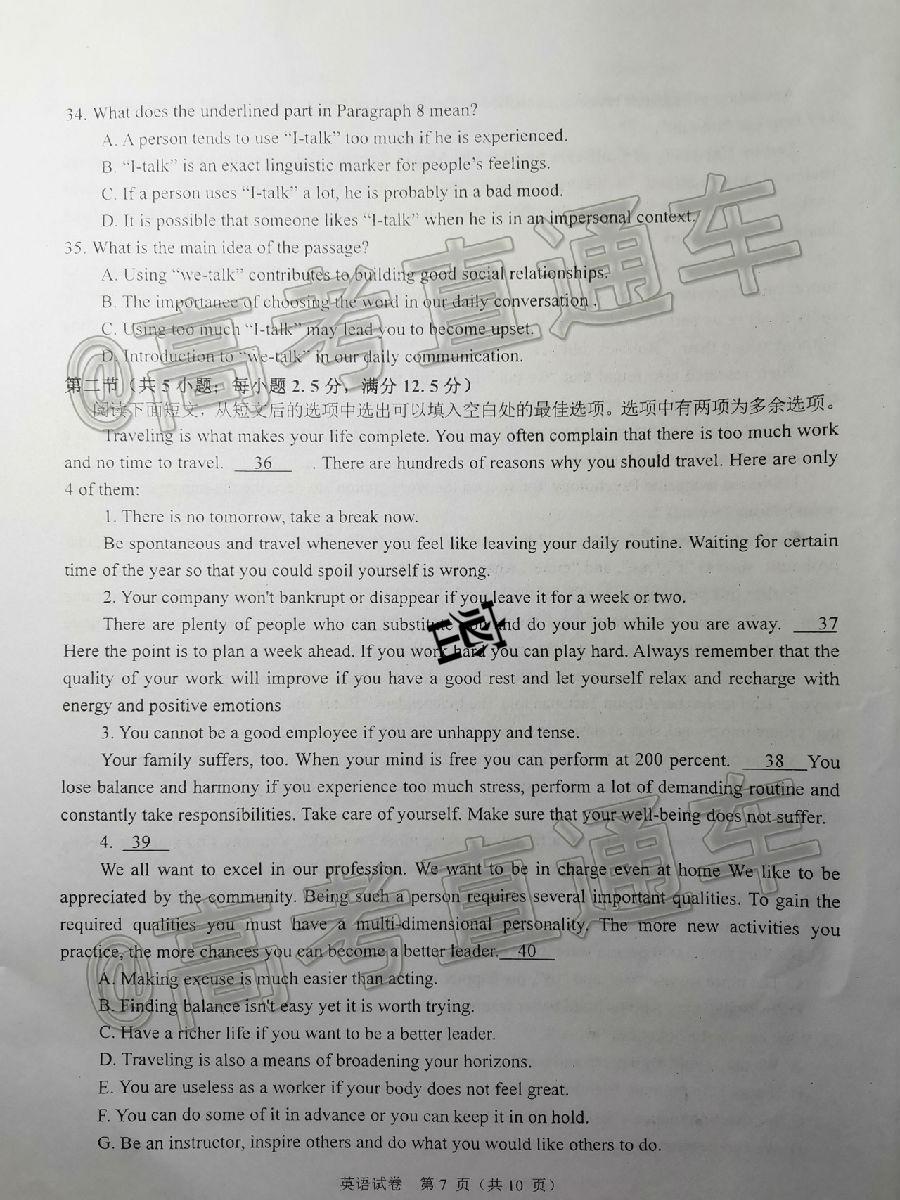 34. What does the underlined part in Paragraph 8 mean?
A. A person tends to use “I-talk” too much if he is experienced.
B. “I-talk” is an exact linguistic marker for people’s feelings.
C. If a person uses “I-talk” a lot, he is probably in a bad mood.
D. It is possible that someone likes “I-talk” when he is in an impersonal context.
35. What is the main idea of the passage?
A. Using “we-talk” contributes to building good social relationships.
B. The importance of choosing the word in our daily conversation .
C. Using too much “I-talk” may lead you to become upset.
D. Introduction to “we-talk” in our daily communication.
第二节（共 5 小题；每小题 2.5 分，满分 12.5 分）
阅读下面短文，从短文后的选项中选出可以填入空白处的最佳选项。选项中有两项为多余选项。
Traveling is what makes your life complete. You may often complain that there is too much work
and no time to travel. 36 . There are hundreds of reasons why you should travel. Here are only
4 of them:
1. There is no tomorrow, take a break now.
Be spontaneous and travel whenever you feel like leaving your daily routine. Waiting for certain
time of the year so that you could spoil yourself is wrong.
2. Your company won't bankrupt or disappear if you leave it for a week or two.
There are plenty of people who can substitute you and do your job while you are away. 37
Here the point is to plan a week ahead. If you work hard you can play hard. Always remember that the
quality of your work will improve if you have a good rest and let yourself relax and recharge with
energy and positive emotions
3. You cannot be a good employee if you are unhappy and tense.
Your family suffers, too. When your mind is free you can perform at 200 percent. 38 You
lose balance and harmony if you experience too much stress, perform a lot of demanding routine and
constantly take responsibilities. Take care of yourself. Make sure that your well-being does not suffer.
4. 39
We all want to excel in our profession. We want to be in charge even at home We like to be
appreciated by the community. Being such a person requires several important qualities. To gain the
required qualities you must have a multi-dimensional personality. The more new activities you
practice, the more chances you can become a better leader. 40
A. Making excuse is much easier than acting.
B. Finding balance isn't easy yet it is worth trying.
C. Have a richer life if you want to be a better leader.
D. Traveling is also a means of broadening your horizons.
E. You are useless as a worker if your body does not feel great.
F. You can do some of it in advance or you can keep it in on hold.
G. Be an instructor, inspire others and do what you would like others to do.
英语试卷 第 7 页（共 10 页）
@高考直通车
@高考直通车